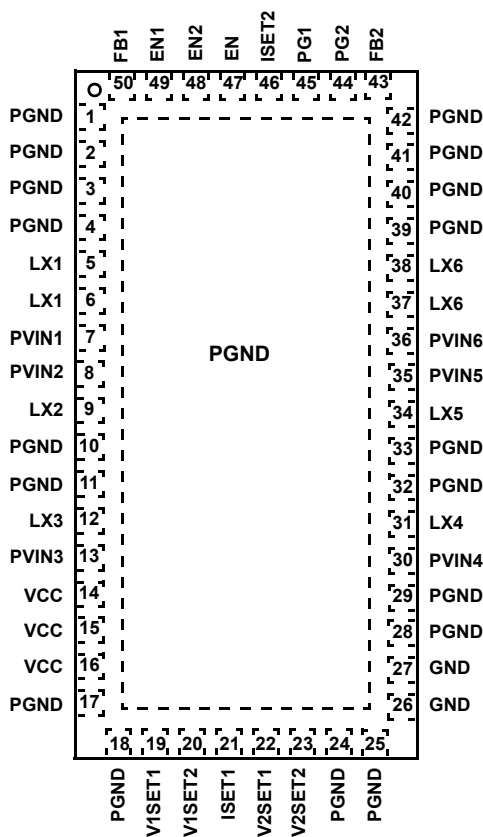 FB1 EN1 EN2 EN ISET2 PG1 PG2 FB2
50 49 48 47 46 45 44 43
PGND 1 42 PGND
PGND 2 41 PGND
PGND 3 40 PGND
PGND 4 39 PGND
LX1 5 38 LX6
LX1 6 37 LX6
PVIN1 7 36 PVIN6
PGND
PVIN2 8 35 PVIN5
LX2 9 34 LX5
PGND 10 33 PGND
PGND 11 32 PGND
LX3 12 31 LX4
PVIN3 13 30 PVIN4
VCC 14 29 PGND
VCC 15 28 PGND
VCC 16 27 GND
PGND 17 26 GND
18 19 20 21 22 23 24 25
PGND V1SET1 V1SET2 ISET1 V2SET1 V2SET2 PGND PGND